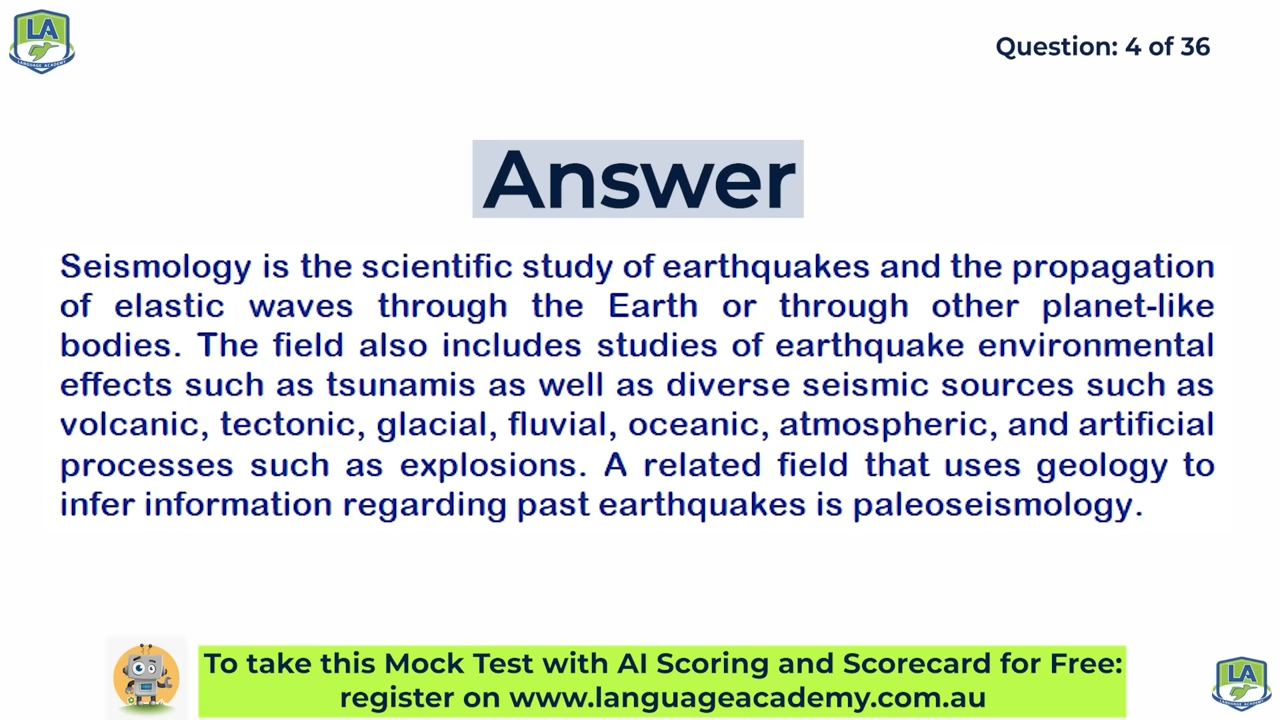 LA
LANGUAGE ACADEMY
Question: 4 of 36
Answer
Seismology is the scientific study of earthquakes and the propagation
of elastic waves through the Earth or through other planet-like
bodies. The field also includes studies of earthquake environmental
effects such as tsunamis as well as diverse seismic sources such as
volcanic, tectonic, glacial, fluvial, oceanic, atmospheric, and artificial
processes such as explosions. A related field that uses geology to
infer information regarding past earthquakes is paleoseismology.
To take this Mock Test with AI Scoring and Scorecard for Free:
register on www.languageacademy.com.au
LA
LANGUAGE ACADEMY